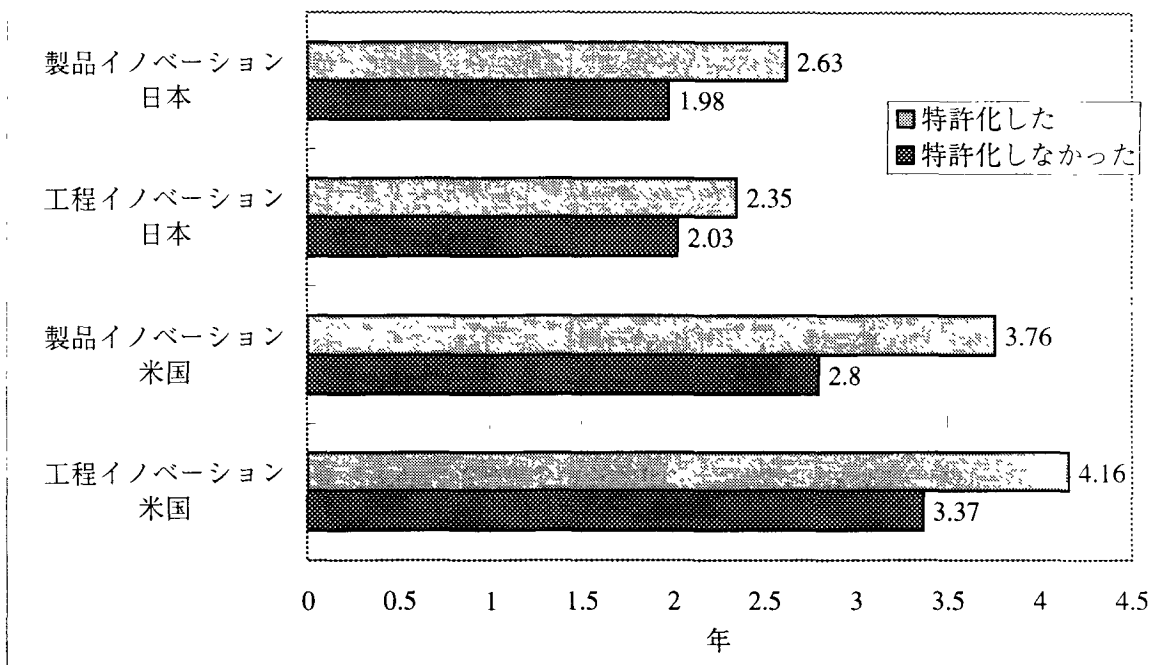 製品イノベーション
日本
2.63
1.98
特許化した
特許化しなかった
工程イノベーション
日本
2.35
2.03
製品イノベーション
米国
3.76
2.8
工程イノベーション
米国
4.16
3.37
0 0.5 1 1.5 2 2.5 3 3.5 4 4.5
年